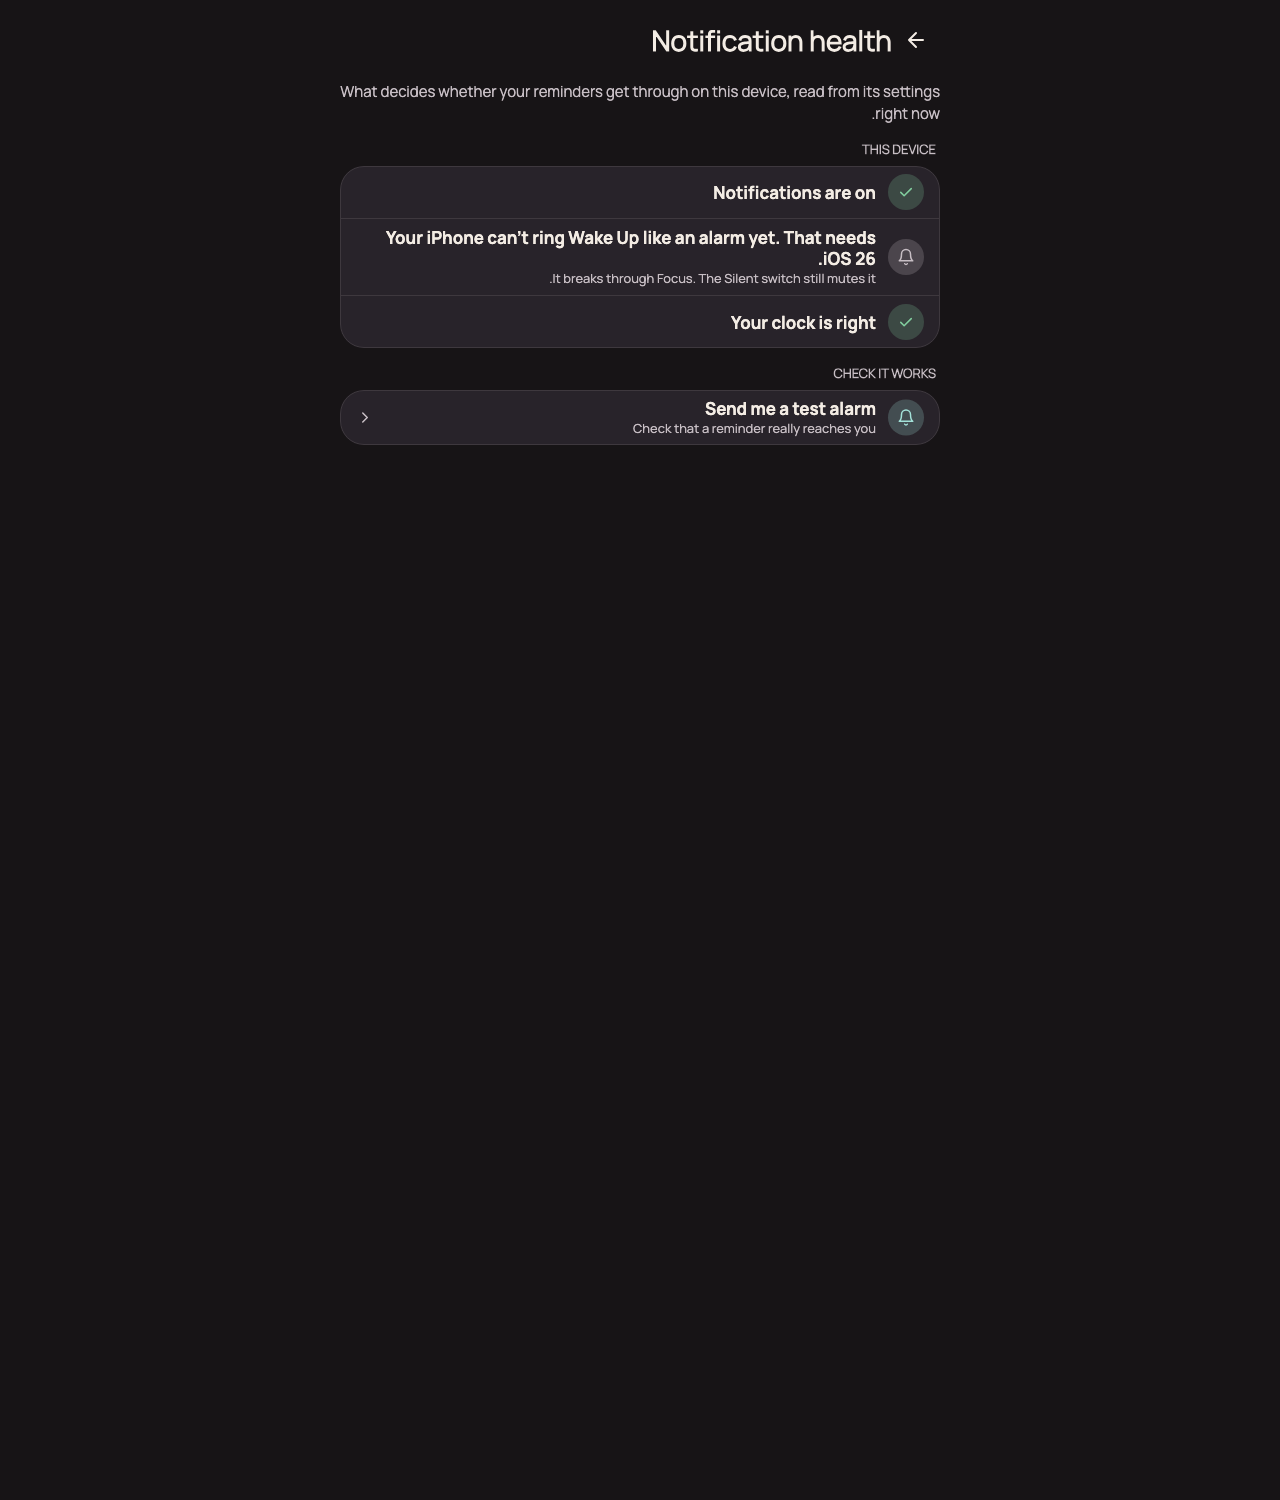 Notification health
What decides whether your reminders get through on this device, read from its settings
.right now
THIS DEVICE
Notifications are on
Your iPhone can't ring Wake Up like an alarm yet. That needs
.iOS 26
.It breaks through Focus. The Silent switch still mutes it
Your clock is right
CHECK IT WORKS
Send me a test alarm
Check that a reminder really reaches you